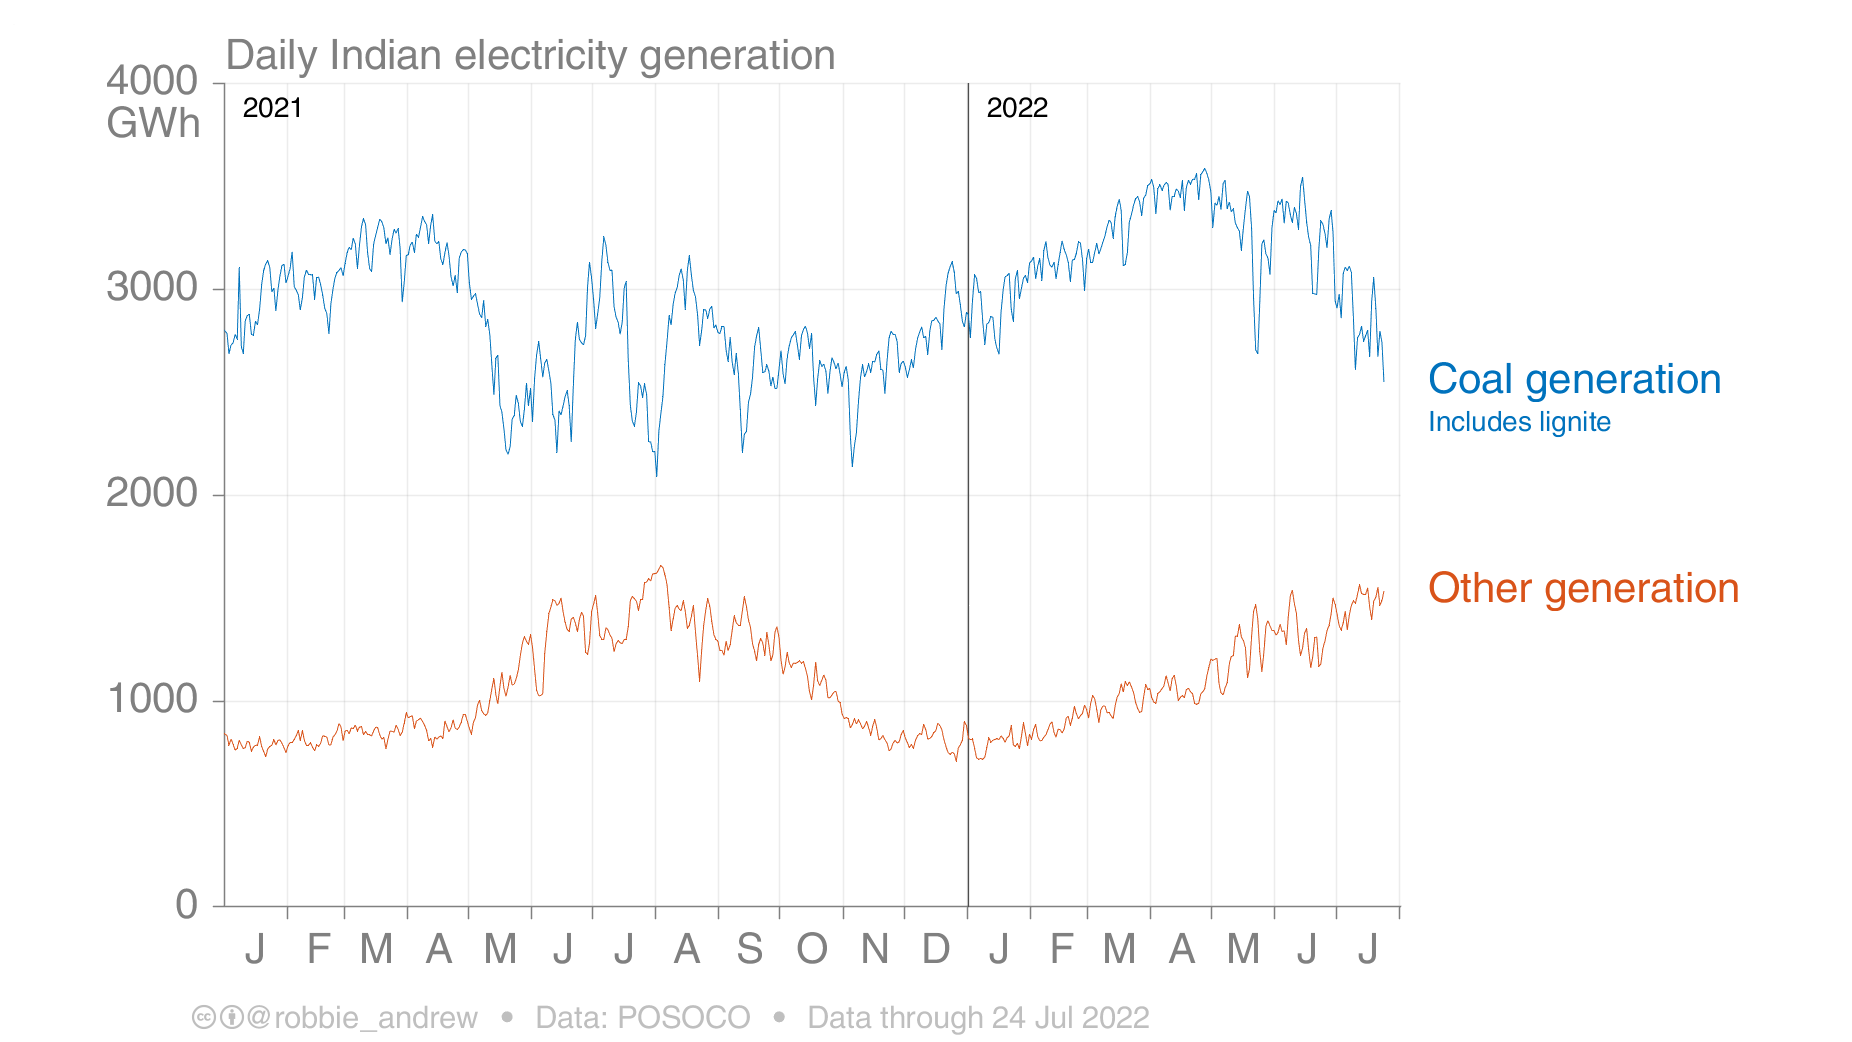 Daily Indian electricity generation
4000
GWh
2021
2022
3000
2000
1000
0
Coal generation
Includes lignite
Other generation
J F M A M J J A S O N D J F M A M J J
@robbie_andrew • Data: POSOCO • Data through 24 Jul 2022